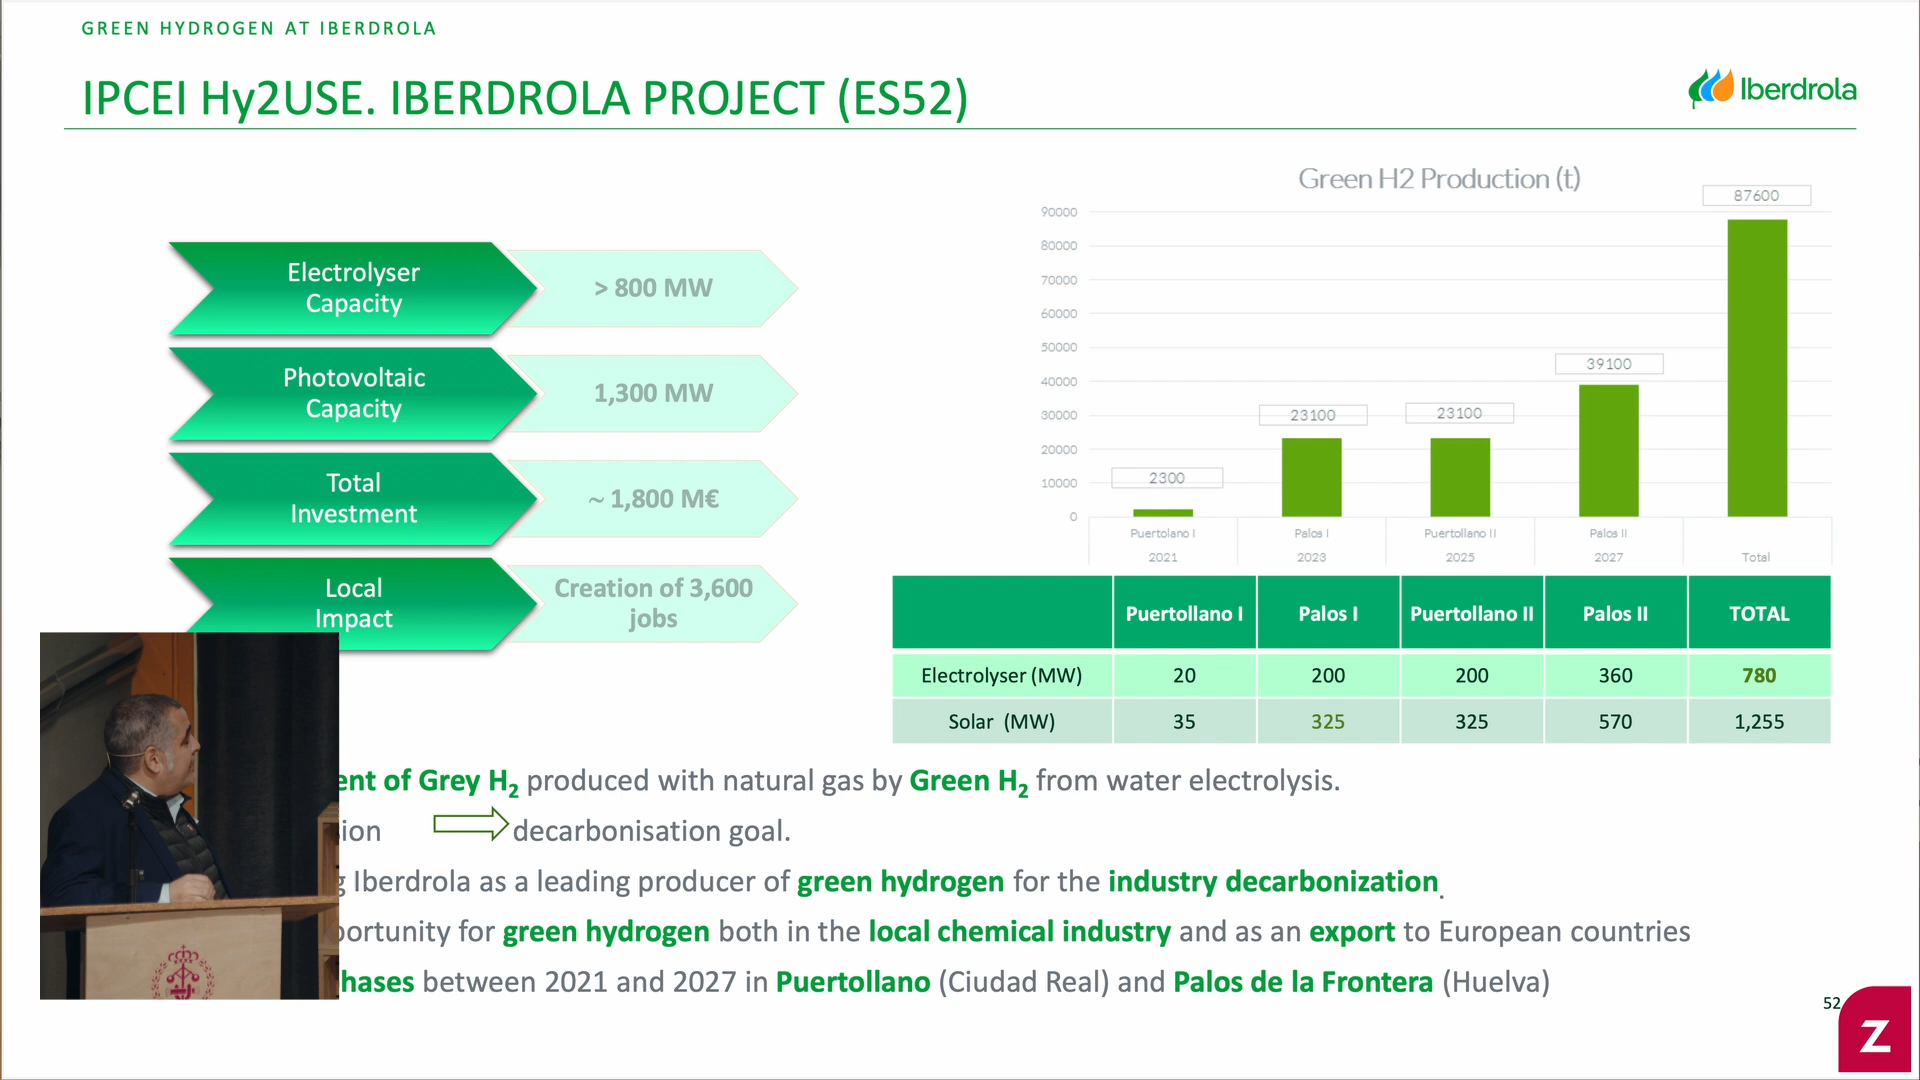 GREEN HYDROGEN AT IBERDROLA
IPCEI Hy2USE. IBERDROLA PROJECT (ES52)
Iberdrola
Electrolyser
Capacity
> 800 MW
Photovoltaic
Capacity
1,300 MW
Total
Investment
~ 1,800 M€
Local
Impact
Creation of 3,600
jobs
Green H2 Production (t)
90000
80000
70000
60000
50000
40000
30000
20000
10000
0
2300
23100
23100
39100
87600
Puertolano I Palos I Puertollano II Palos II
2021 2023 2025 2027 Total
Puertollano I Palos I Puertollano II Palos II TOTAL
Electrolyser (MW) 20 200 200 360 780
Solar (MW) 35 325 325 570 1,255
ent of Grey H2 produced with natural gas by Green H2 from water electrolysis.
ion decarbonisation goal.
g Iberdrola as a leading producer of green hydrogen for the industry decarbonization.
portunity for green hydrogen both in the local chemical industry and as an export to European countries
hases between 2021 and 2027 in Puertollano (Ciudad Real) and Palos de la Frontera (Huelva)
52
Z